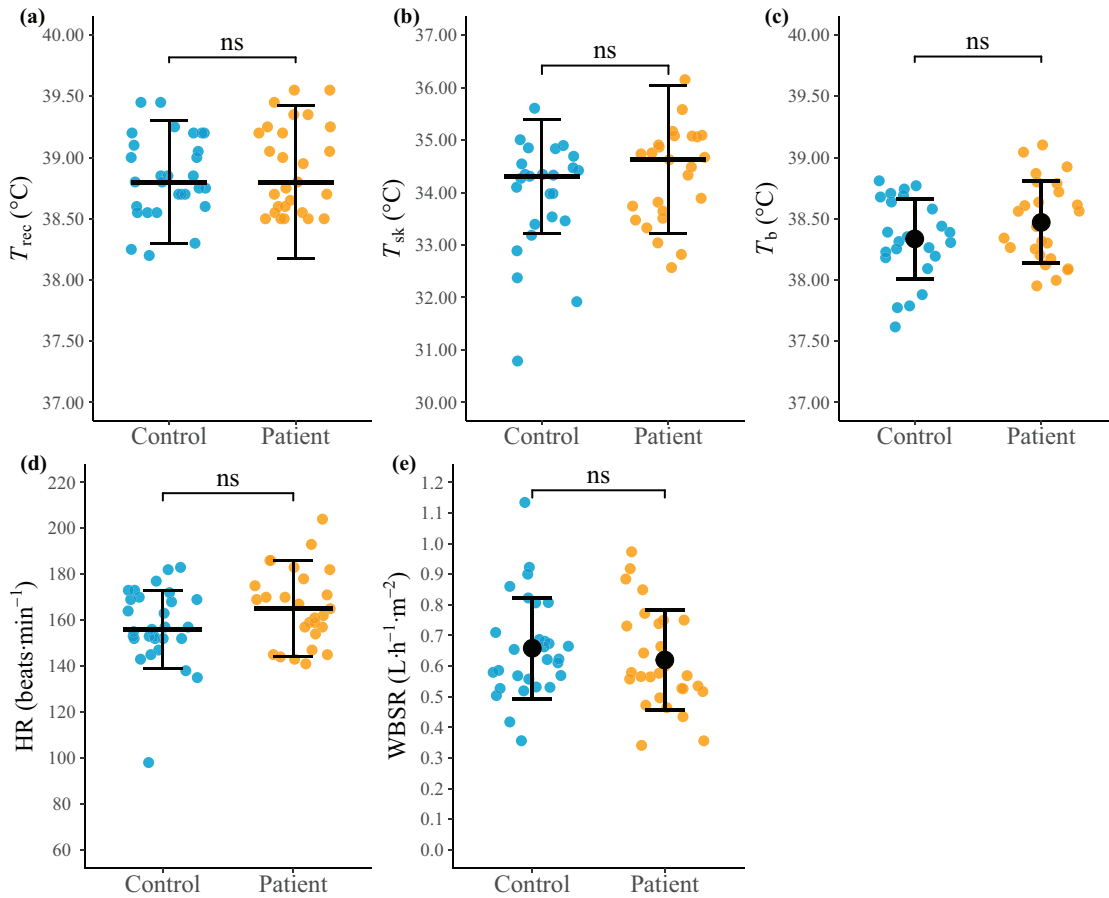 (a)
ns
T_rec (°C)
40.00
39.50
39.00
38.50
38.00
37.50
37.00
Control Patient
(b)
ns
T_sk (°C)
37.00
36.00
35.00
34.00
33.00
32.00
31.00
30.00
Control Patient
(c)
ns
T_b (°C)
40.00
39.50
39.00
38.50
38.00
37.50
37.00
Control Patient
(d)
ns
HR (beats·min⁻¹)
220
200
180
160
140
120
100
80
60
Control Patient
(e)
ns
WBSR (L·h⁻¹·m⁻²)
1.2
1.1
1.0
0.9
0.8
0.7
0.6
0.5
0.4
0.3
0.2
0.1
0.0
Control Patient